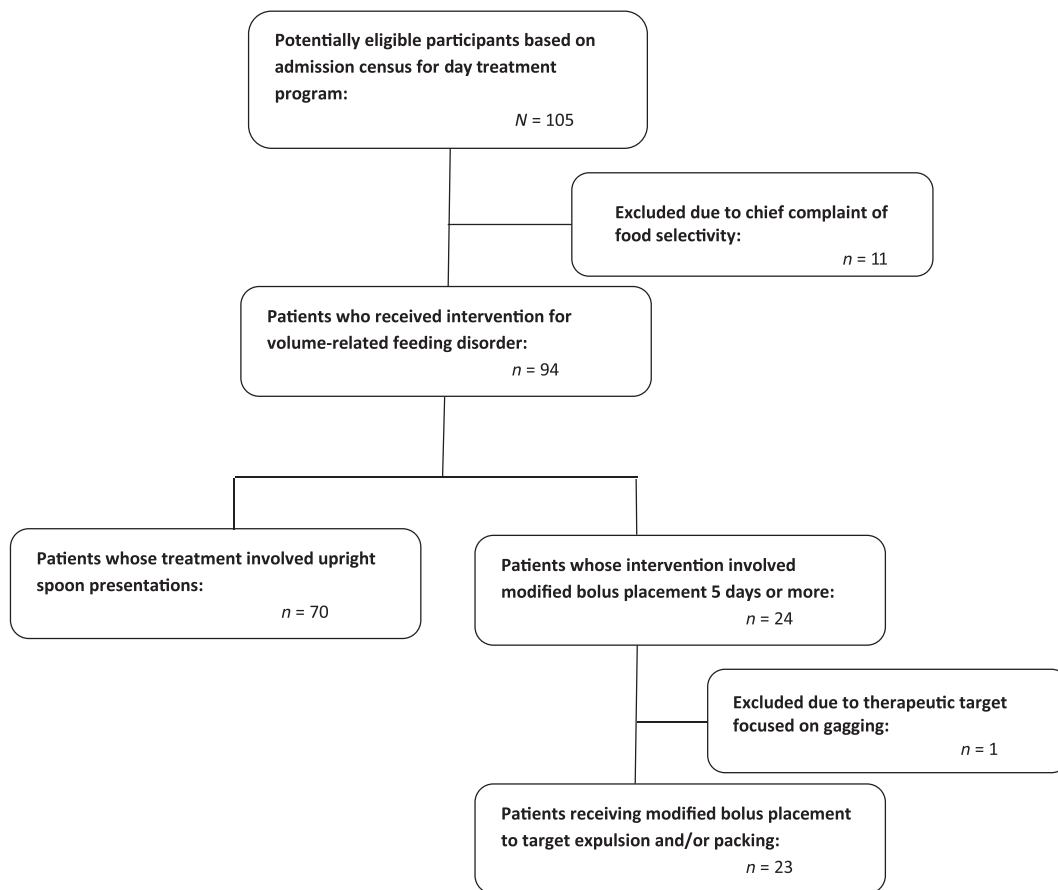 Potentially eligible participants based on
admission census for day treatment
program:
N = 105
Excluded due to chief complaint of
food selectivity:
n = 11
Patients who received intervention for
volume-related feeding disorder:
n = 94
Patients whose treatment involved upright
spoon presentations:
n = 70
Patients whose intervention involved
modified bolus placement 5 days or more:
n = 24
Excluded due to therapeutic target
focused on gagging:
n = 1
Patients receiving modified bolus placement
to target expulsion and/or packing:
n = 23